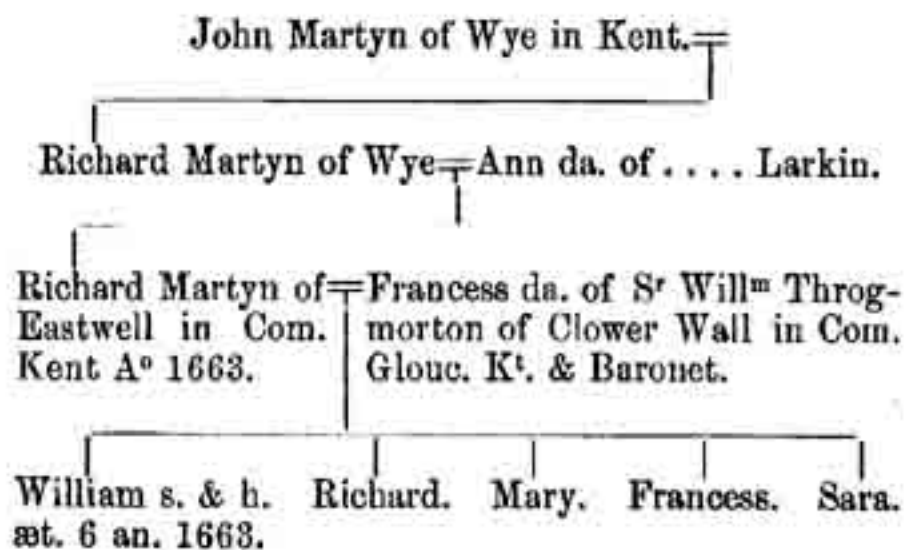 John Martyn of Wye in Kent.
Richard Martyn of Wye Ann da. of . . . . Larkin.
Richard Martyn of
Eastwell in Com.
Kent Aº 1663.
Francess da. of Sʳ Willᵐ Throg-
morton of Clower Wall in Com.
Glouc. Kᵗ. & Baronet.
William s. & h.
æt. 6 an. 1663.
Richard.
Mary.
Francess.
Sara.